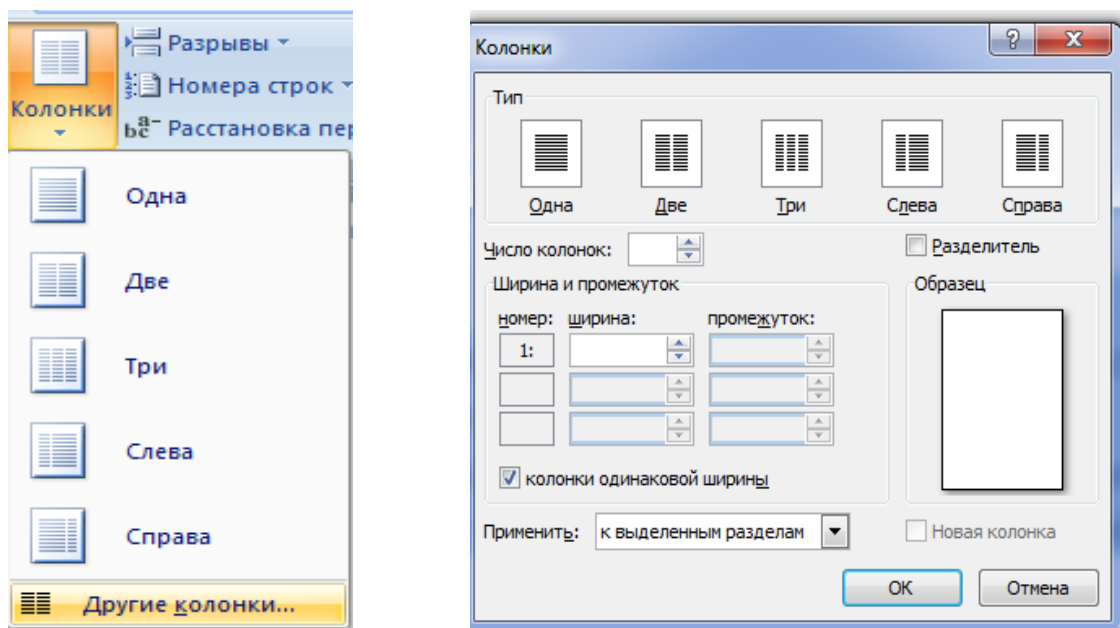 Разрывы
Номера строк
Колонки
Расстановка пер
Одна
Две
Три
Слева
Справа
Другие колонки...
Колонки
Тип
Одна Две Три Слева Справа
Число колонок: Разделитель
Ширина и промежуток Образец
номер: ширина: промежуток:
1:
колонки одинаковой ширины
Применить: к выделенным разделам Новая колонка
ОК Отмена